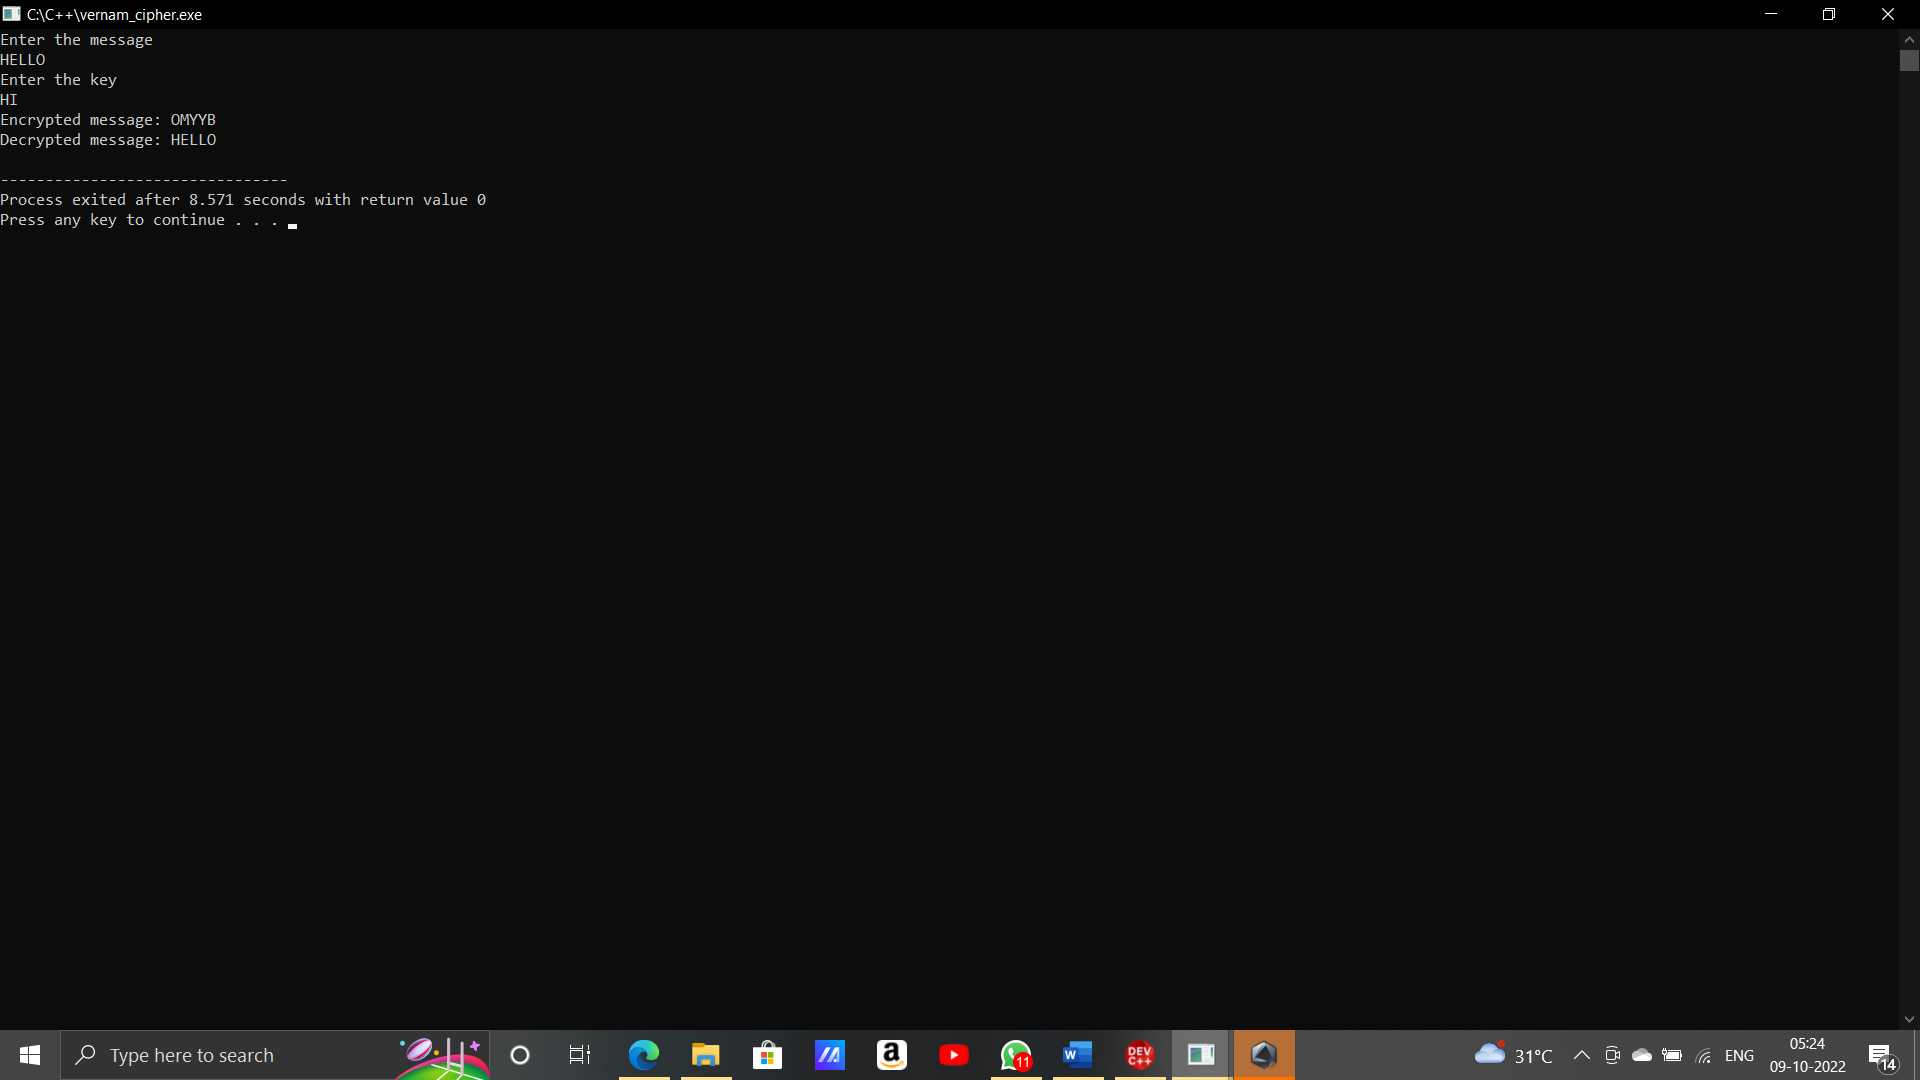 C:\C++\vernam_cipher.exe
Enter the message
HELLO
Enter the key
HI
Encrypted message: OMYYB
Decrypted message: HELLO
--------------------------------
Process exited after 8.571 seconds with return value 0
Press any key to continue . . .
Type here to search
a
11
W
DEV
C++
31°C
ENG
05:24
09-10-2022
14